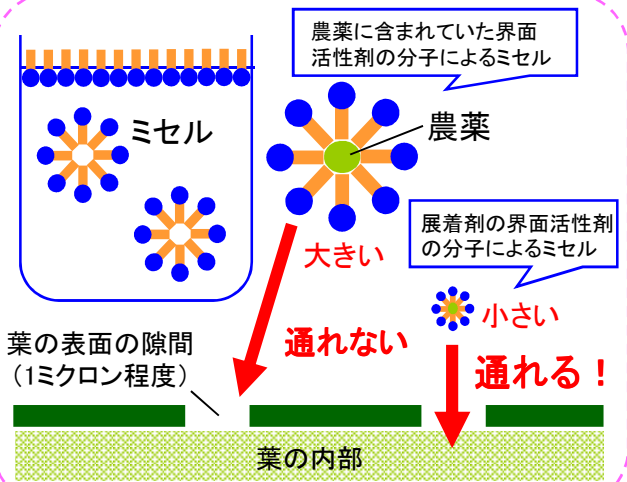 農薬に含まれていた界面
活性剤の分子によるミセル
ミセル
農薬
展着剤の界面活性剤
の分子によるミセル
大きい
小さい
通れない
葉の表面の隙間
（1ミクロン程度）
通れる！
葉の内部